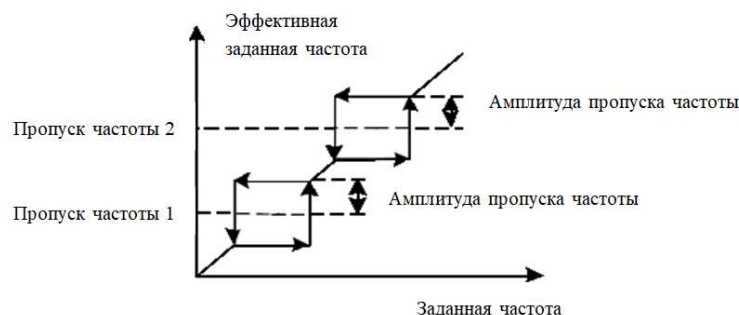 Эффективная
заданная частота
Амплитуда пропуска частоты
Пропуск частоты 2
Амплитуда пропуска частоты
Пропуск частоты 1
Заданная частота